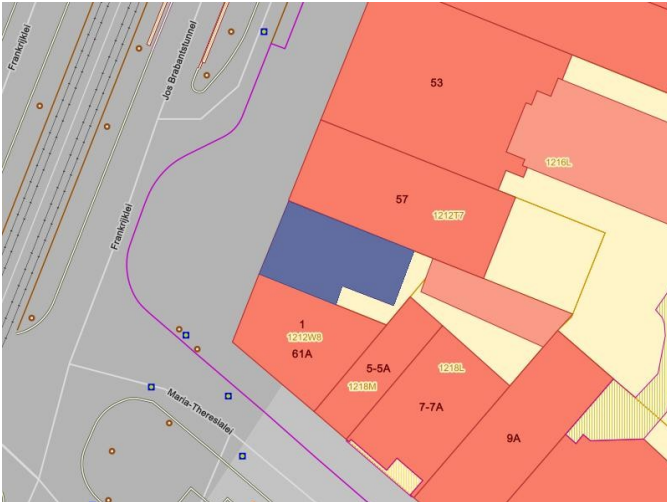 Frankrijklei
Jos Brabantstunnel
53
1216L
57
1212T7
Frankrijklei
1
1212W8
61A
5-5A
1218M
1218L
7-7A
Maria-Theresialei
9A